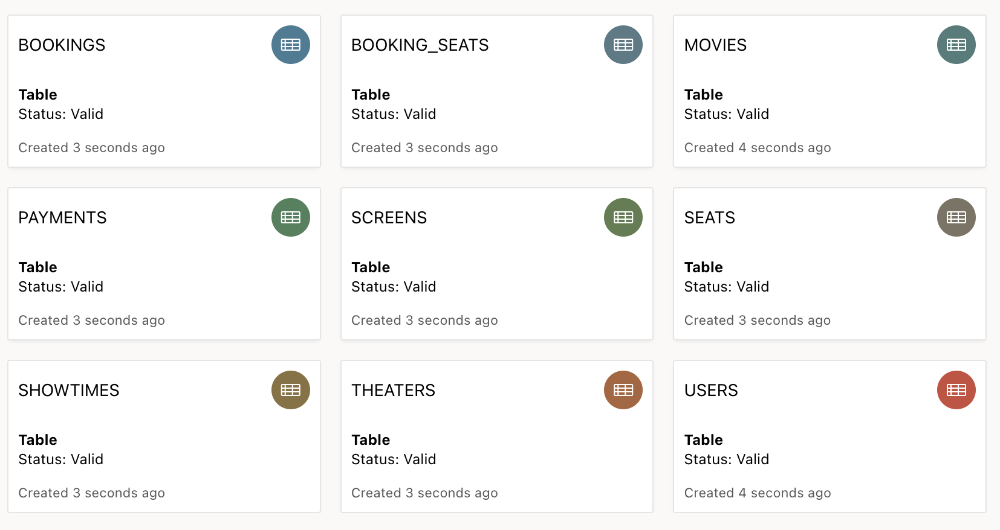 BOOKINGS
Table
Status: Valid
Created 3 seconds ago
BOOKING_SEATS
Table
Status: Valid
Created 3 seconds ago
MOVIES
Table
Status: Valid
Created 4 seconds ago
PAYMENTS
Table
Status: Valid
Created 3 seconds ago
SCREENS
Table
Status: Valid
Created 3 seconds ago
SEATS
Table
Status: Valid
Created 3 seconds ago
SHOWTIMES
Table
Status: Valid
Created 3 seconds ago
THEATERS
Table
Status: Valid
Created 3 seconds ago
USERS
Table
Status: Valid
Created 4 seconds ago